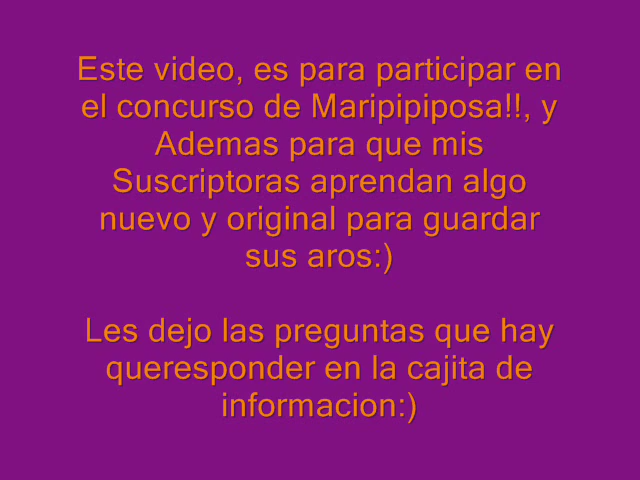 Este video, es para participar en
el concurso de Maripipiposa!!, y
Ademas para que mis
Suscriptoras aprendan algo
nuevo y original para guardar
sus aros:)
Les dejo las preguntas que hay
queresponder en la cajita de
informacion:)